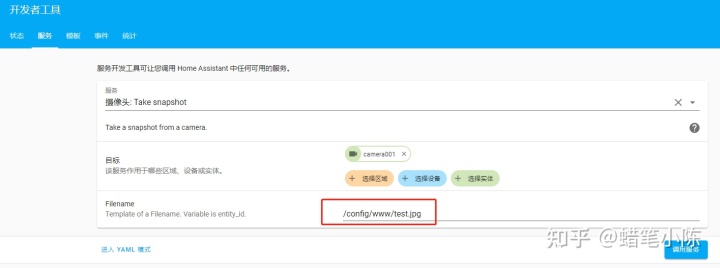 开发者工具
状态 服务 模板 事件 统计
服务开发工具可让您调用 Home Assistant 中任何可用的服务。
服务
摄像头: Take snapshot
Take a snapshot from a camera.
目标
该服务作用于哪些区域、设备或实体。
camera001
选择区域 选择设备 选择实体
Filename
Template of a Filename. Variable is entity_id.
/config/www/test.jpg
进入 YAML 模式
调用服务
知乎 @蜡笔小陈